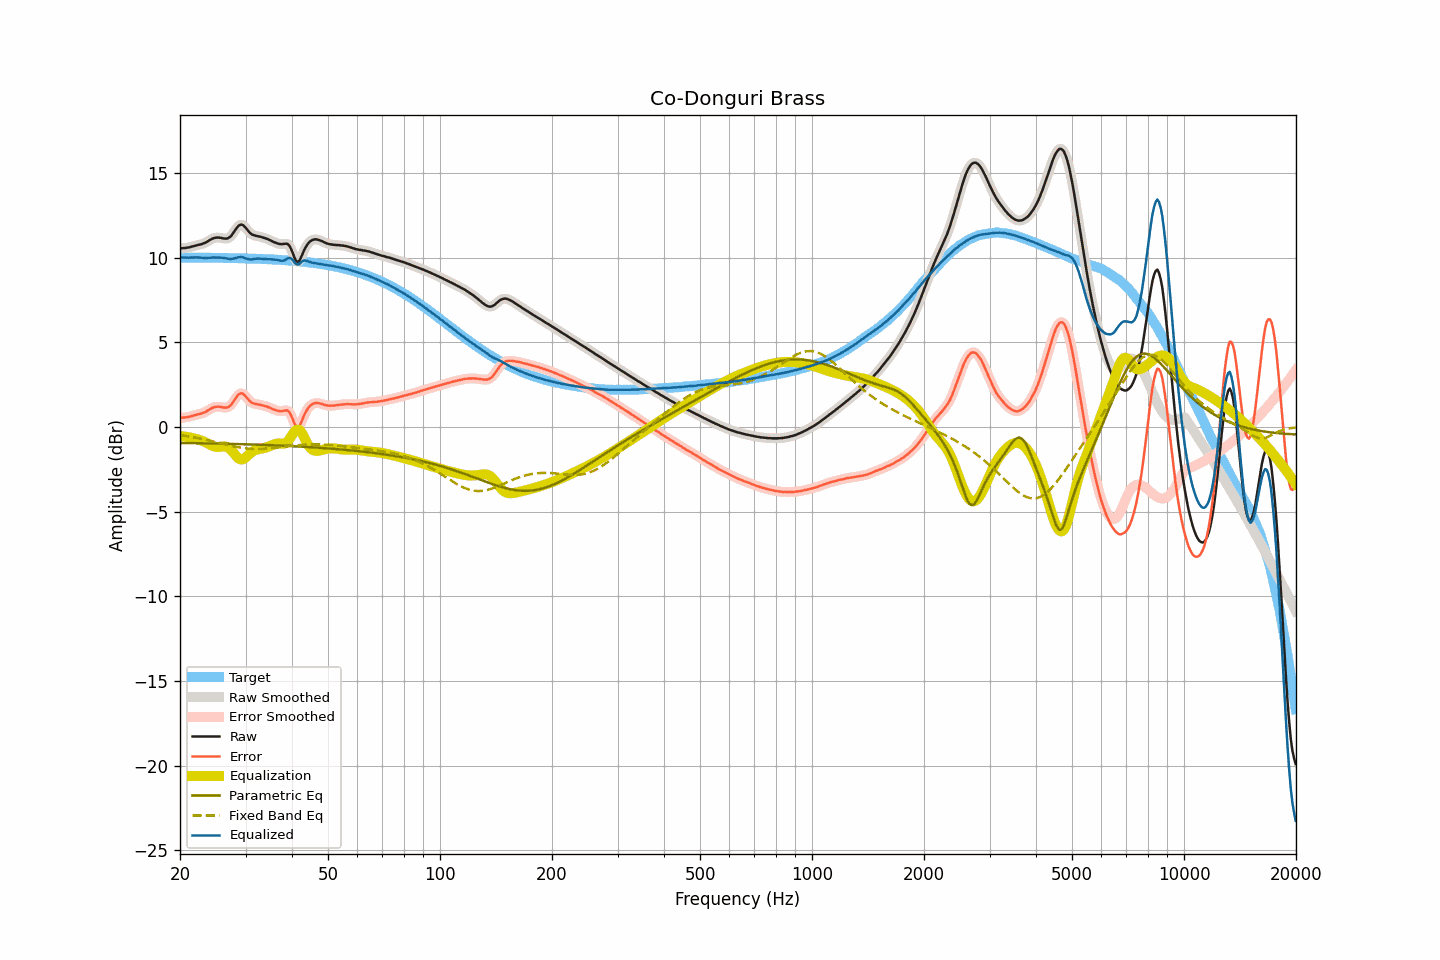 Co-Donguri Brass
Amplitude (dBr)
15
10
5
0
−5
−10
−15
−20
−25
Target
Raw Smoothed
Error Smoothed
Raw
Error
Equalization
Parametric Eq
Fixed Band Eq
Equalized
20 50 100 200 500 1000 2000 5000 10000 20000
Frequency (Hz)